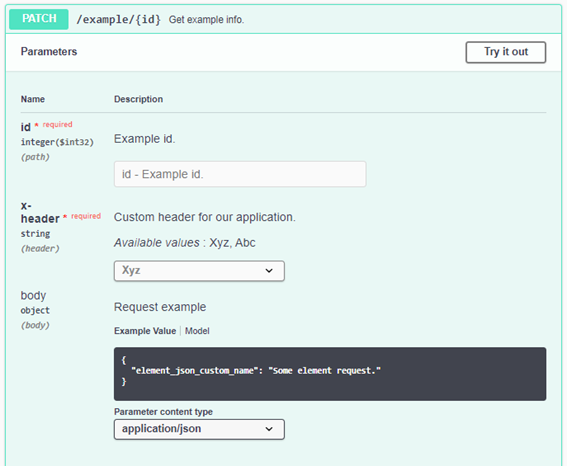 PATCH /example/{id} Get example info.
Parameters Try it out
Name Description
id * required
integer($int32)
(path)
Example id.
id - Example id.
x-
header * required
string
(header)
Custom header for our application.
Available values : Xyz, Abc
Xyz
body
object
(body)
Request example
Example Value | Model
{
"element_json_custom_name": "Some element request."
}
Parameter content type
application/json